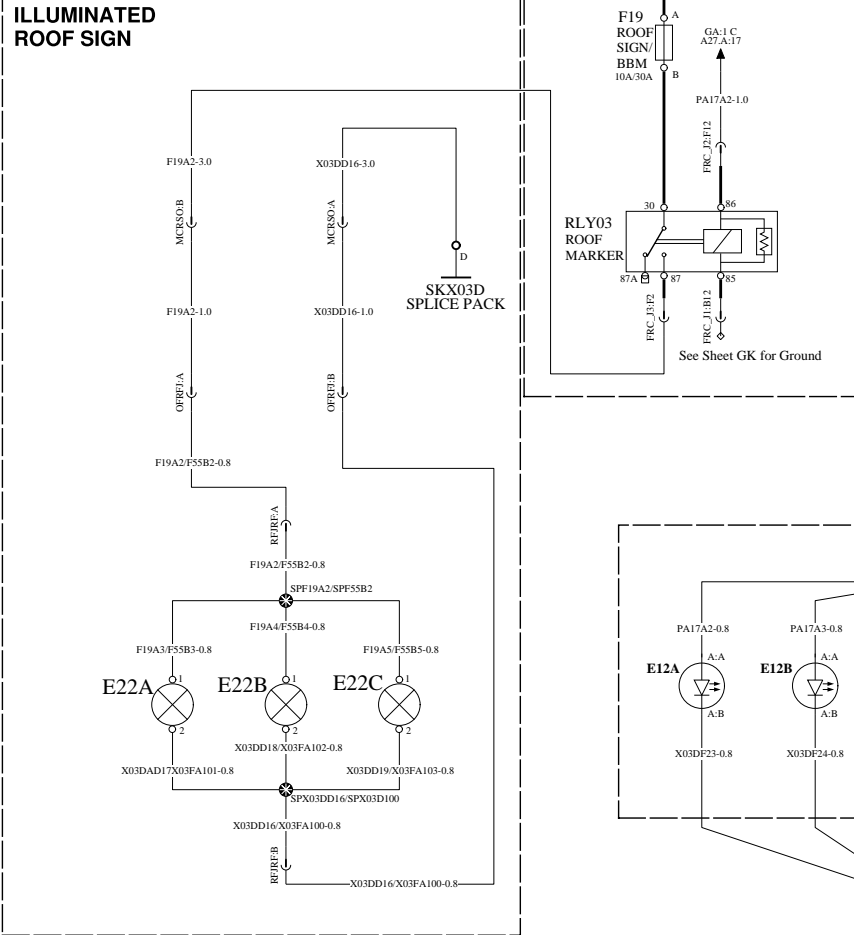 ILLUMINATED
ROOF SIGN
F19
ROOF
SIGN/
BBM
10A/30A
A
B
GA:1 C
A27.A:17
PA17A2-1.0
FRC_J2:F12
30
86
RLY03
ROOF
MARKER
87A
87
85
FRC_J3:F2
FRC_J1:B12
See Sheet GK for Ground
F19A2-3.0
X03DD16-3.0
MCRSO:B
MCRSO:A
D
SKX03D
SPLICE PACK
F19A2-1.0
X03DD16-1.0
OFRFJ:A
OFRFJ:B
F19A2/F55B2-0.8
RFJRF:A
F19A2/F55B2-0.8
SPF19A2/SPF55B2
F19A4/F55B4-0.8
F19A3/F55B3-0.8
F19A5/F55B5-0.8
E22A
1
2
E22B
1
2
E22C
1
2
X03DD18/X03FA102-0.8
X03DAD17X03FA101-0.8
X03DD19/X03FA103-0.8
SPX03DD16/SPX03D100
X03DD16/X03FA100-0.8
RFJRF:B
X03DD16/X03FA100-0.8
PA17A2-0.8
PA17A3-0.8
E12A
A:A
A:B
E12B
A:A
A:B
X03DF23-0.8
X03DF24-0.8